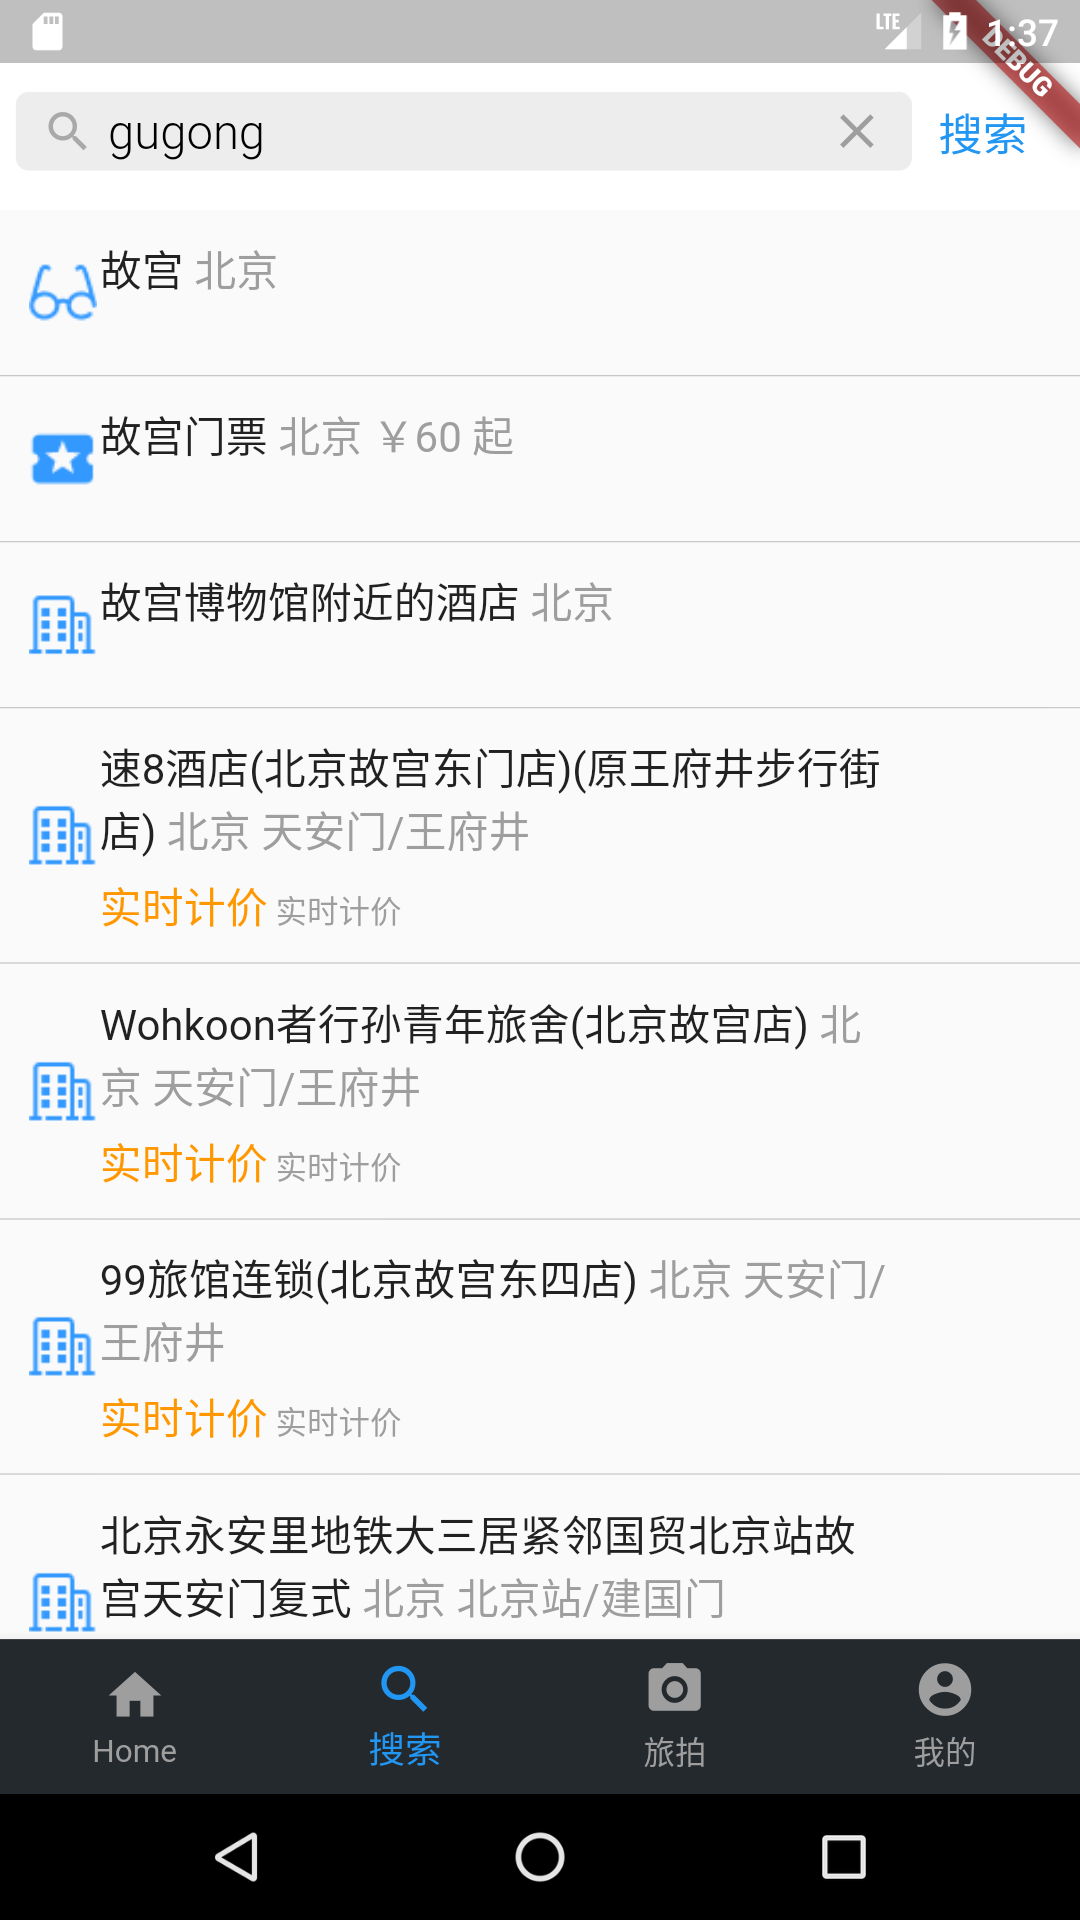 LTE 1:37
DEBUG
gugong
搜索
故宫 北京
故宫门票 北京 ￥60 起
故宫博物馆附近的酒店 北京
速8酒店(北京故宫东门店)(原王府井步行街
店) 北京 天安门/王府井
实时计价 实时计价
Wohkoon者行孙青年旅舍(北京故宫店) 北
京 天安门/王府井
实时计价 实时计价
99旅馆连锁(北京故宫东四店) 北京 天安门/
王府井
实时计价 实时计价
北京永安里地铁大三居紧邻国贸北京站故
宫天安门复式 北京 北京站/建国门
Home 搜索 旅拍 我的